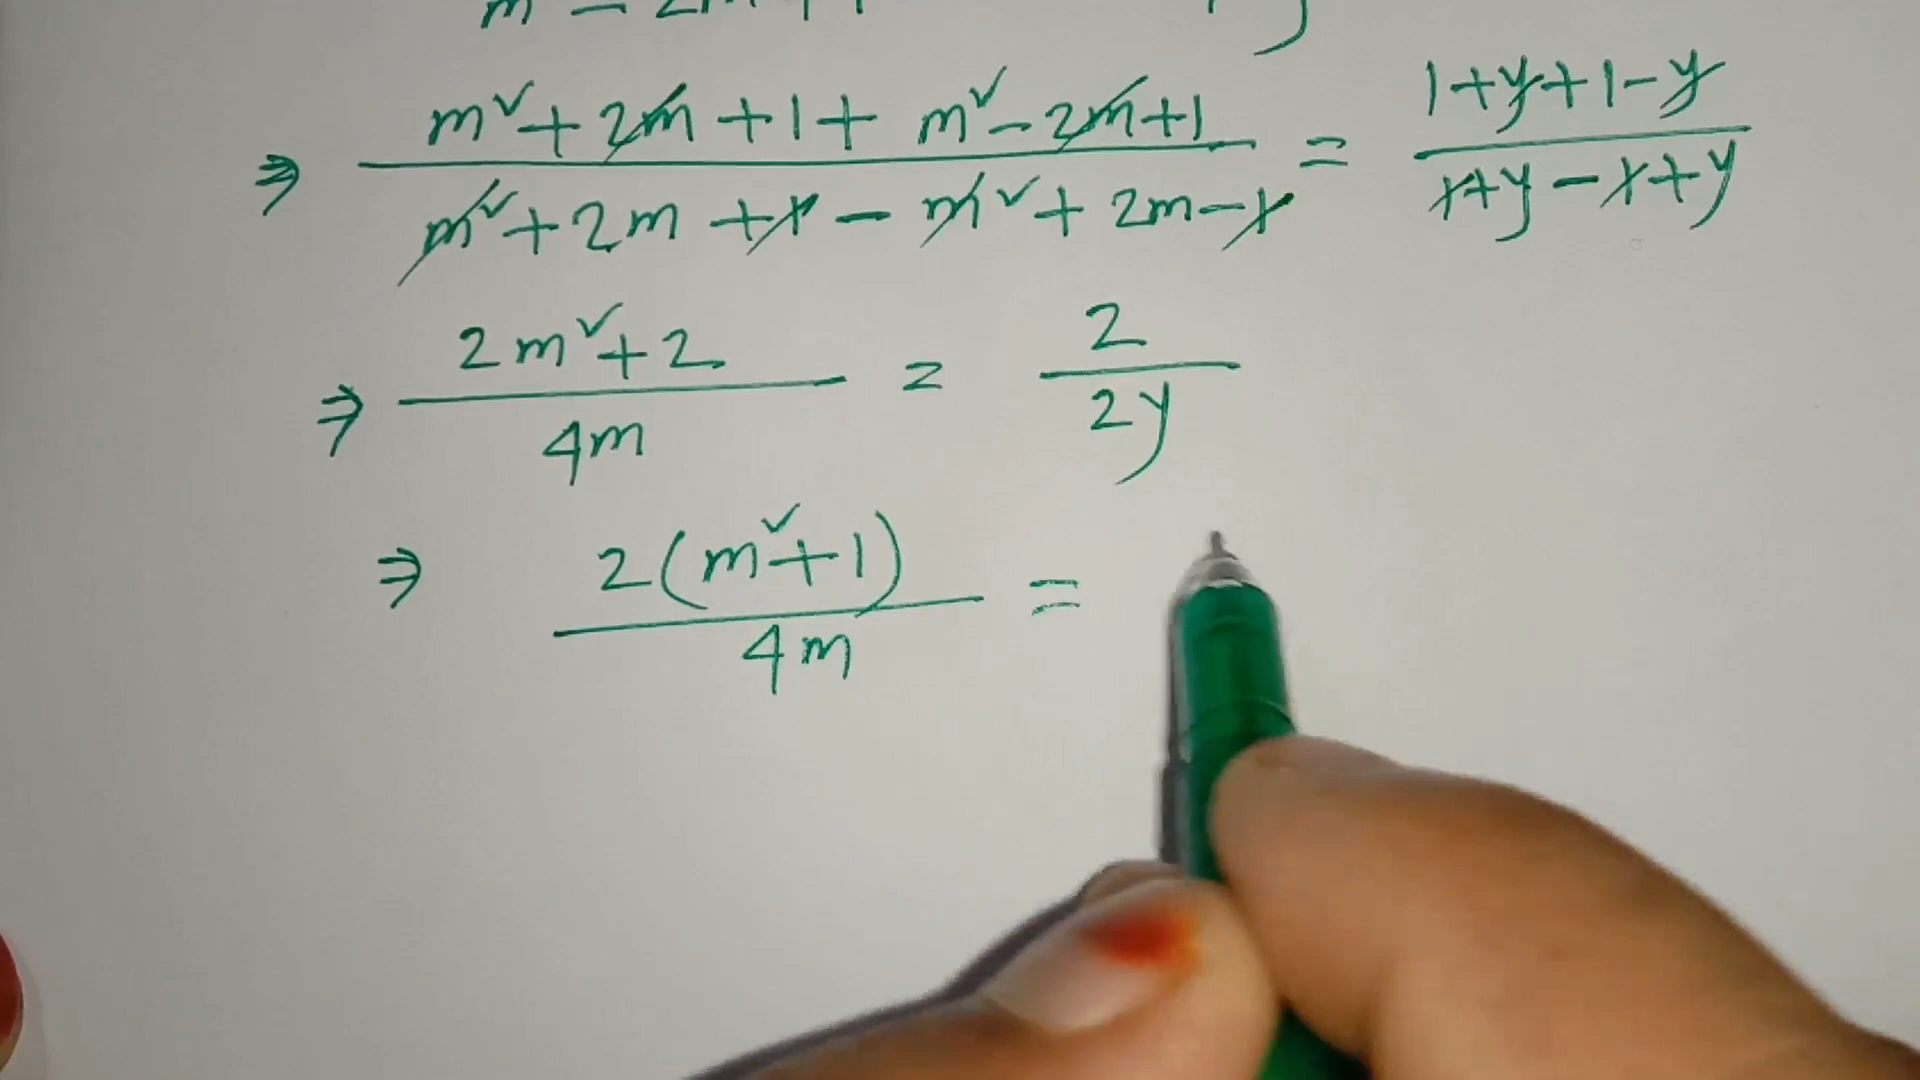 ⇒ m²+2m+1+m²-2m+1 / m²+2m+1-m²+2m-1 = 1+y+1-y / 1+y-1+y
⇒ 2m²+2 / 4m = 2 / 2y
⇒ 2(m²+1) / 4m =